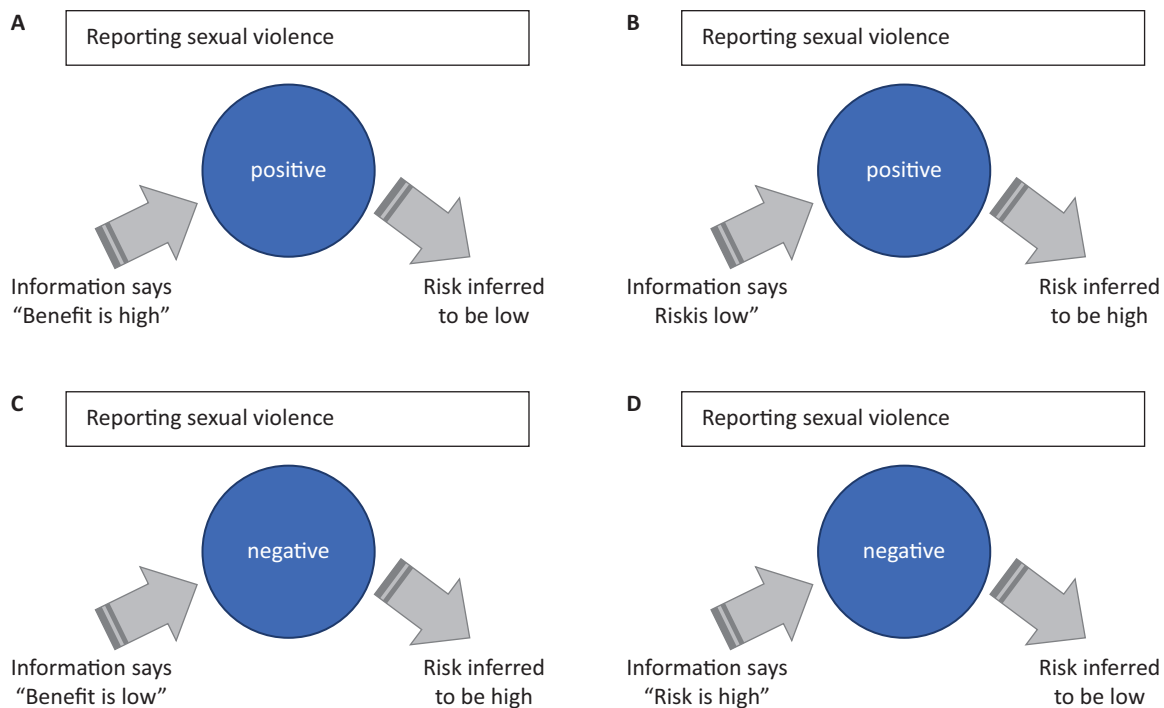 A
Reporting sexual violence
positive
Information says
“Benefit is high”
Risk inferred
to be low
B
Reporting sexual violence
positive
Information says
Riskis low”
Risk inferred
to be high
C
Reporting sexual violence
negative
Information says
“Benefit is low”
Risk inferred
to be high
D
Reporting sexual violence
negative
Information says
“Risk is high”
Risk inferred
to be low